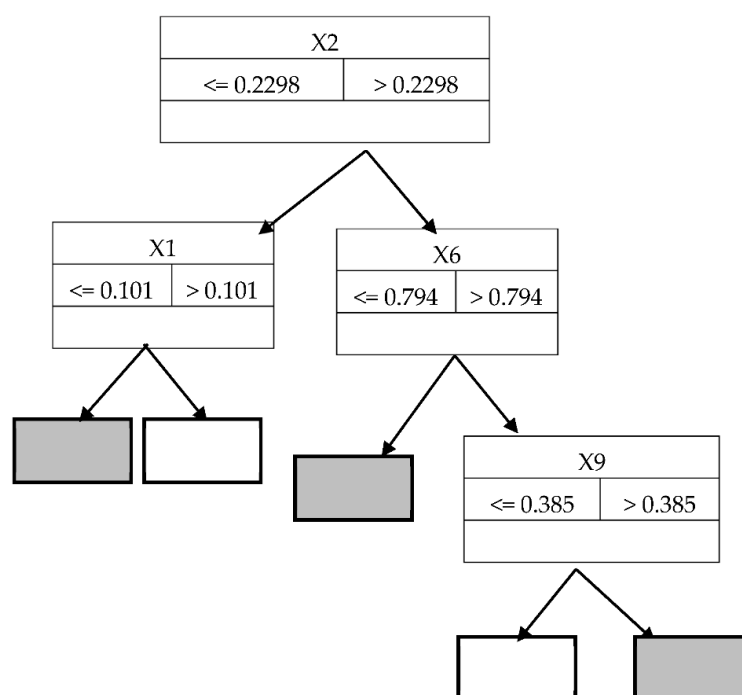 X2
<= 0.2298 > 0.2298
X1
<= 0.101 > 0.101
X6
<= 0.794 > 0.794
X9
<= 0.385 > 0.385